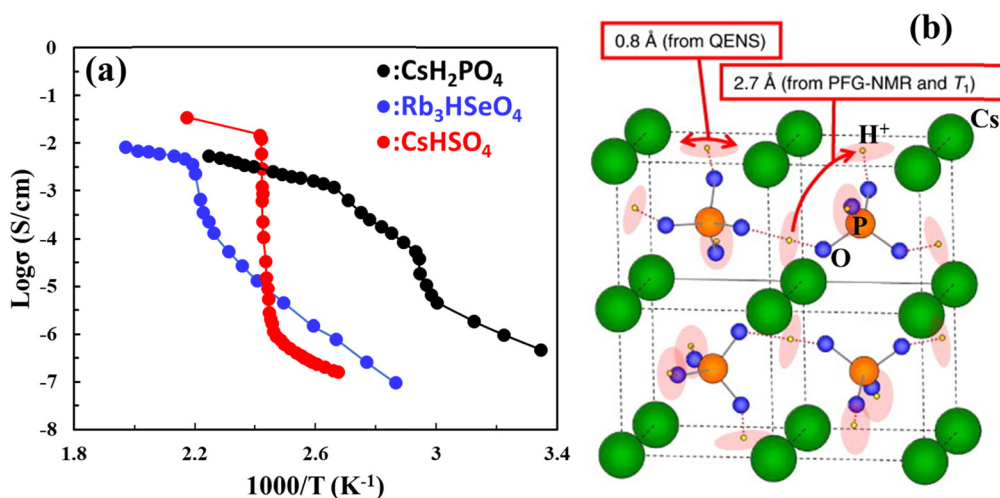 (a)
●:CsH₂PO₄
●:Rb₃HSeO₄
●:CsHSO₄
Logσ (S/cm)
0
-1
-2
-3
-4
-5
-6
-7
-8
1.8
2.2
2.6
3.0
3.4
1000/T (K⁻¹)
(b)
0.8 Å (from QENS)
2.7 Å (from PFG-NMR and T₁)
Cs
H⁺
P
O